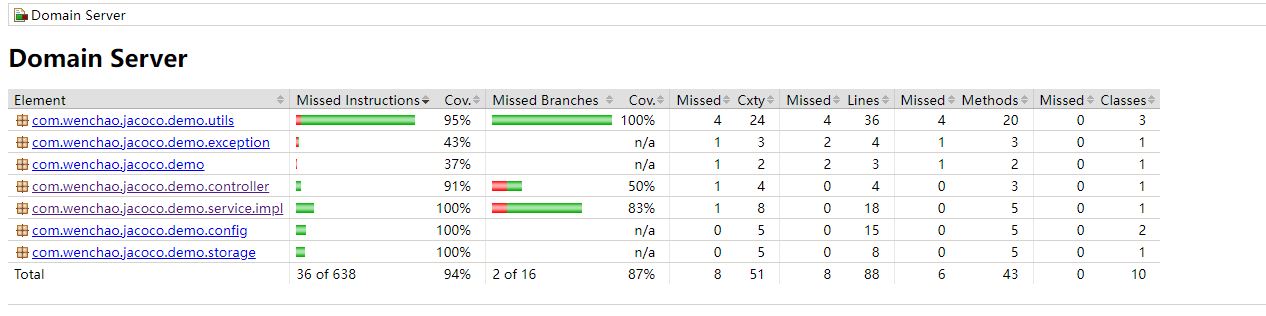 Domain Server
Domain Server
Element Missed Instructions Cov. Missed Branches Cov. Missed Cxty Missed Lines Missed Methods Missed Classes
com.wenchao.jacoco.demo.utils 95% 100% 4 24 4 36 4 20 0 3
com.wenchao.jacoco.demo.exception 43% n/a 1 3 2 4 1 3 0 1
com.wenchao.jacoco.demo 37% n/a 1 2 2 3 1 2 0 1
com.wenchao.jacoco.demo.controller 91% 50% 1 4 0 4 0 3 0 1
com.wenchao.jacoco.demo.service.impl 100% 83% 1 8 0 18 0 5 0 1
com.wenchao.jacoco.demo.config 100% n/a 0 5 0 15 0 5 0 2
com.wenchao.jacoco.demo.storage 100% n/a 0 5 0 8 0 5 0 1
Total 36 of 638 94% 2 of 16 87% 8 51 8 88 6 43 0 10